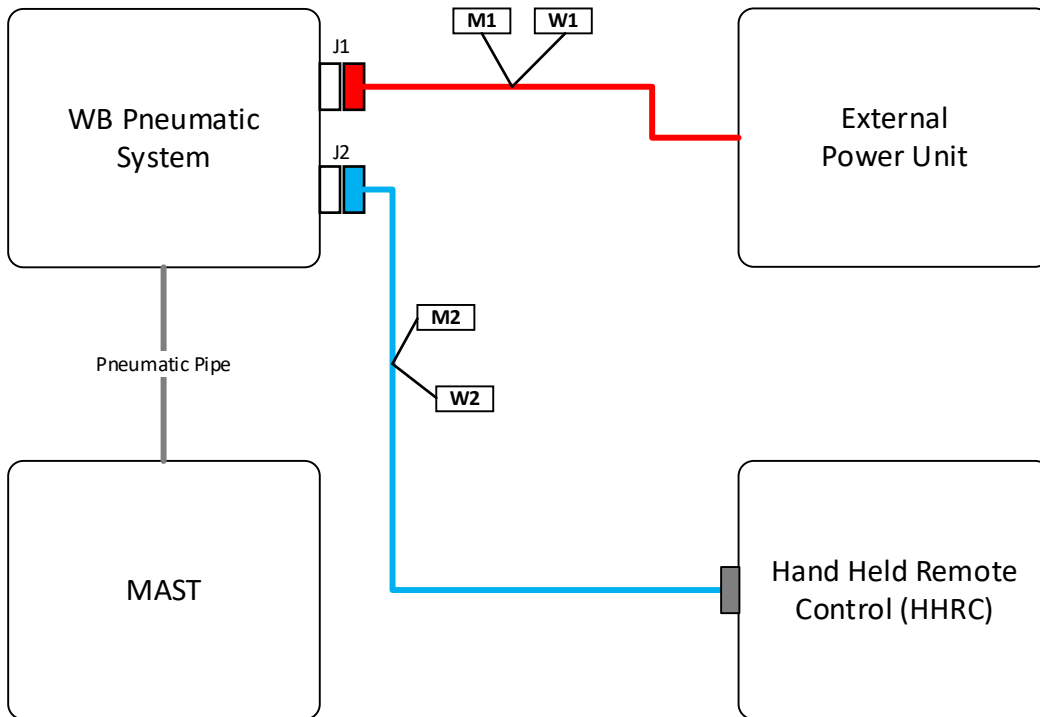 M1
W1
J1
WB Pneumatic
System
External
Power Unit
J2
M2
Pneumatic Pipe
W2
MAST
Hand Held Remote
Control (HHRC)